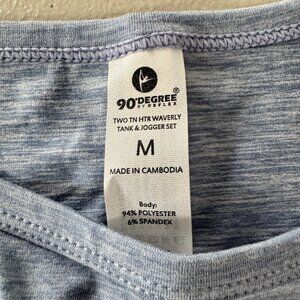 90°DEGREE®
BY REFLEX
TWO TN HTR WAVERLY
TANK & JOGGER SET
M
MADE IN CAMBODIA
Body:
94% POLYESTER
6% SPANDEX